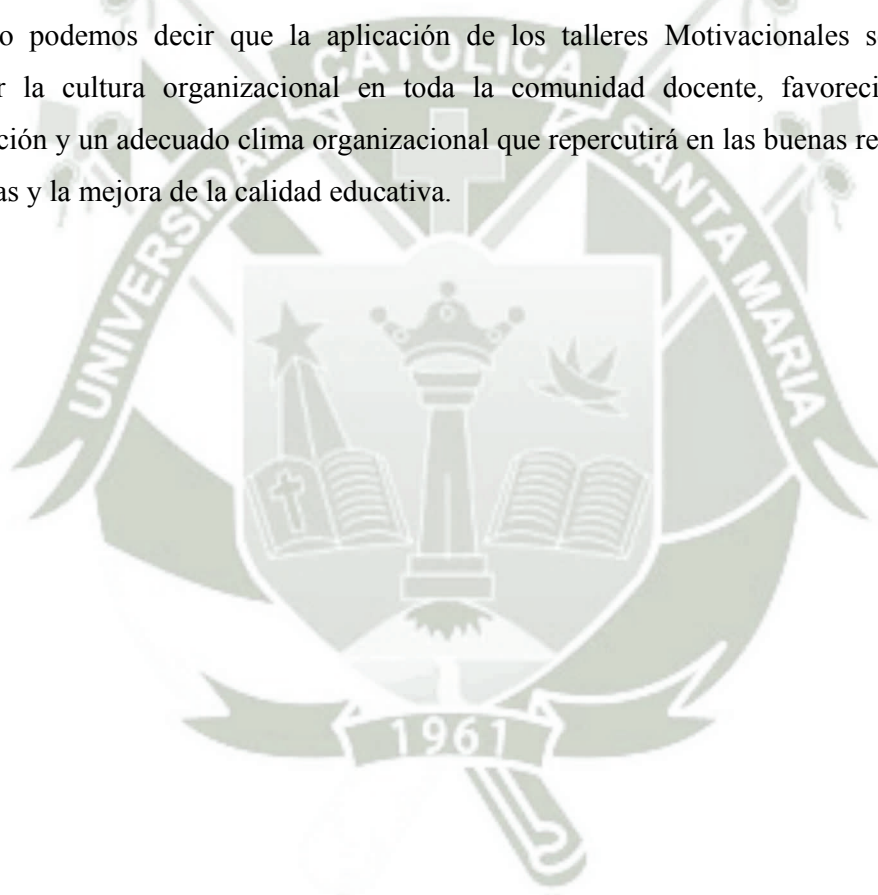 o podemos decir que la aplicación de los talleres Motivacionales s
r la cultura organizacional en toda la comunidad docente, favoreci
ción y un adecuado clima organizacional que repercutirá en las buenas re
as y la mejora de la calidad educativa.
UNIVERSIDAD CATOLICA SANTA MARIA
1961